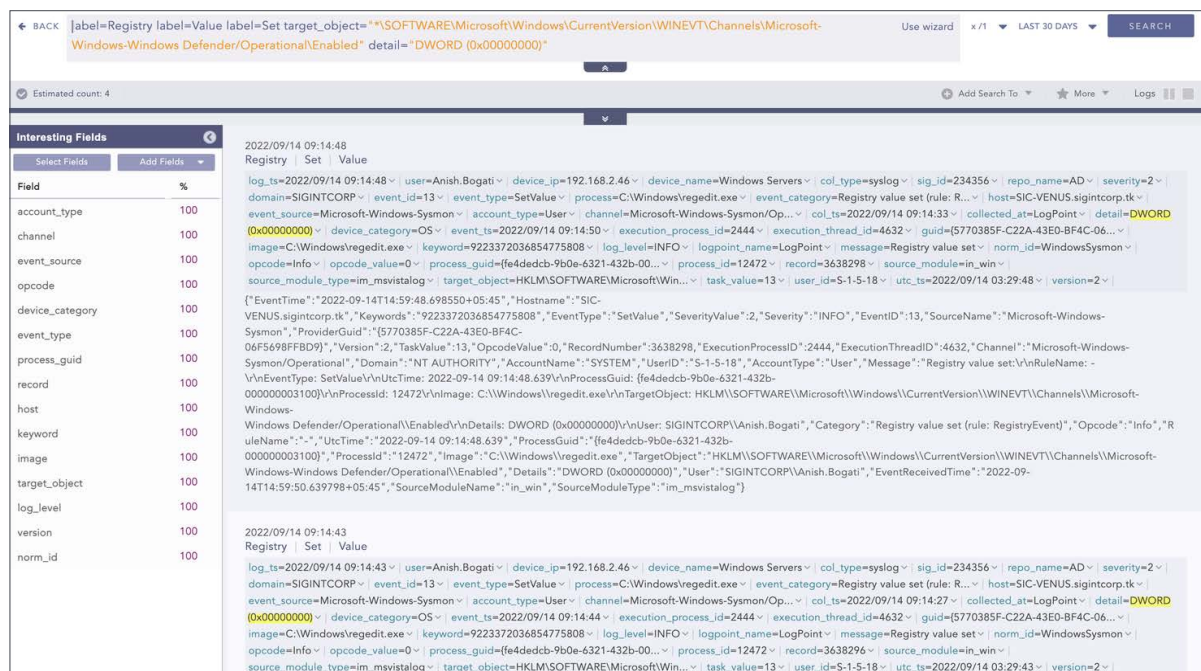 BACK
label=Registry label=Value label=Set target_object="*\SOFTWARE\Microsoft\Windows\CurrentVersion\WINEVT\Channels\Microsoft-
Windows-Windows Defender/Operational\Enabled" detail="DWORD (0x00000000)"
Use wizard x /1 LAST 30 DAYS SEARCH
Estimated count: 4
Add Search To More Logs
Interesting Fields
Select Fields Add Fields
Field %
account_type 100
channel 100
event_source 100
opcode 100
device_category 100
event_type 100
process_guid 100
record 100
host 100
keyword 100
image 100
target_object 100
log_level 100
version 100
norm_id 100
2022/09/14 09:14:48
Registry | Set | Value
log_ts=2022/09/14 09:14:48 | user=Anish.Bogati | device_ip=192.168.2.46 | device_name=Windows Servers | col_type=syslog | sig_id=234356 | repo_name=AD | severity=2 |
domain=SIGINTCORP | event_id=13 | event_type=SetValue | process=C:\Windows\regedit.exe | event_category=Registry value set (rule: R... | host=SIC-VENUS.sigintcorp.tk |
event_source=Microsoft-Windows-Sysmon | account_type=User | channel=Microsoft-Windows-Sysmon/Op... | col_ts=2022/09/14 09:14:33 | collected_at=LogPoint | detail=DWORD
(0x00000000) | device_category=OS | event_ts=2022/09/14 09:14:50 | execution_process_id=2444 | execution_thread_id=4632 | guid={5770385F-C22A-43E0-BF4C-06... |
image=C:\Windows\regedit.exe | keyword=9223372036854775808 | log_level=INFO | logpoint_name=LogPoint | message=Registry value set | norm_id=WindowsSysmon |
opcode=Info | opcode_value=0 | process_guid={fe4dedcb-9b0e-6321-432b-00... | process_id=12472 | record=3638298 | source_module=in_win |
source_module_type=im_msvistalog | target_object=HKLM\SOFTWARE\Microsoft\Win... | task_value=13 | user_id=S-1-5-18 | utc_ts=2022/09/14 03:29:48 | version=2 |
{"EventTime":"2022-09-14T14:59:48.698550+05:45","Hostname":"SIC-
VENUS.sigintcorp.tk","Keywords":"9223372036854775808","EventType":"SetValue","SeverityValue":2,"Severity":"INFO","EventID":13,"SourceName":"Microsoft-Windows-
Sysmon","ProviderGuid":"{5770385F-C22A-43E0-BF4C-
06F5698FFBD9}","Version":2,"TaskValue":13,"OpcodeValue":0,"RecordNumber":3638298,"ExecutionProcessID":2444,"ExecutionThreadID":4632,"Channel":"Microsoft-Windows-
Sysmon/Operational","Domain":"NT AUTHORITY","AccountName":"SYSTEM","UserID":"S-1-5-18","AccountType":"User","Message":"Registry value set:\r\nRuleName: -
\r\nEventType: SetValue\r\nUtcTime: 2022-09-14 09:14:48.639\r\nProcessGuid: {fe4dedcb-9b0e-6321-432b-
000000003100}\r\nProcessId: 12472\r\nImage: C:\\Windows\\regedit.exe\r\nTargetObject: HKLM\\SOFTWARE\\Microsoft\\Windows\\CurrentVersion\\WINEVT\\Channels\\Microsoft-
Windows-
Windows Defender/Operational\\Enabled\r\nDetails: DWORD (0x00000000)\r\nUser: SIGINTCORP\\Anish.Bogati","Category":"Registry value set (rule: RegistryEvent)","Opcode":"Info","R
uleName":"-","UtcTime":"2022-09-14 09:14:48.639","ProcessGuid":"{fe4dedcb-9b0e-6321-432b-
000000003100}","ProcessId":"12472","Image":"C:\\Windows\\regedit.exe","TargetObject":"HKLM\\SOFTWARE\\Microsoft\\Windows\\CurrentVersion\\WINEVT\\Channels\\Microsoft-
Windows-Windows Defender/Operational\\Enabled","Details":"DWORD (0x00000000)","User":"SIGINTCORP\\Anish.Bogati","EventReceivedTime":"2022-09-
14T14:59:50.639798+05:45","SourceModuleName":"in_win","SourceModuleType":"im_msvistalog"}
2022/09/14 09:14:43
Registry | Set | Value
log_ts=2022/09/14 09:14:43 | user=Anish.Bogati | device_ip=192.168.2.46 | device_name=Windows Servers | col_type=syslog | sig_id=234356 | repo_name=AD | severity=2 |
domain=SIGINTCORP | event_id=13 | event_type=SetValue | process=C:\Windows\regedit.exe | event_category=Registry value set (rule: R... | host=SIC-VENUS.sigintcorp.tk |
event_source=Microsoft-Windows-Sysmon | account_type=User | channel=Microsoft-Windows-Sysmon/Op... | col_ts=2022/09/14 09:14:27 | collected_at=LogPoint | detail=DWORD
(0x00000000) | device_category=OS | event_ts=2022/09/14 09:14:44 | execution_process_id=2444 | execution_thread_id=4632 | guid={5770385F-C22A-43E0-BF4C-06... |
image=C:\Windows\regedit.exe | keyword=9223372036854775808 | log_level=INFO | logpoint_name=LogPoint | message=Registry value set | norm_id=WindowsSysmon |
opcode=Info | opcode_value=0 | process_guid={fe4dedcb-9b0e-6321-432b-00... | process_id=12472 | record=3638296 | source_module=in_win |
source_module_type=im_msvistalog | target_object=HKLM\SOFTWARE\Microsoft\Win... | task_value=13 | user_id=S-1-5-18 | utc_ts=2022/09/14 03:29:43 | version=2 |